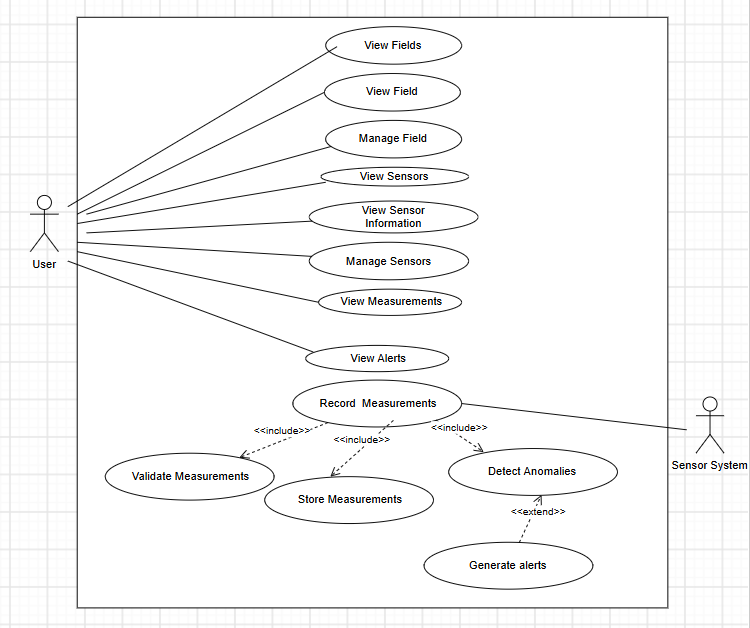 View Fields
View Field
Manage Field
View Sensors
View Sensor
Information
User
Manage Sensors
View Measurements
View Alerts
Record  Measurements
<<include>>
<<include>>
<<include>>
Sensor System
Validate Measurements
Store Measurements
Detect Anomalies
<<extend>>
Generate alerts